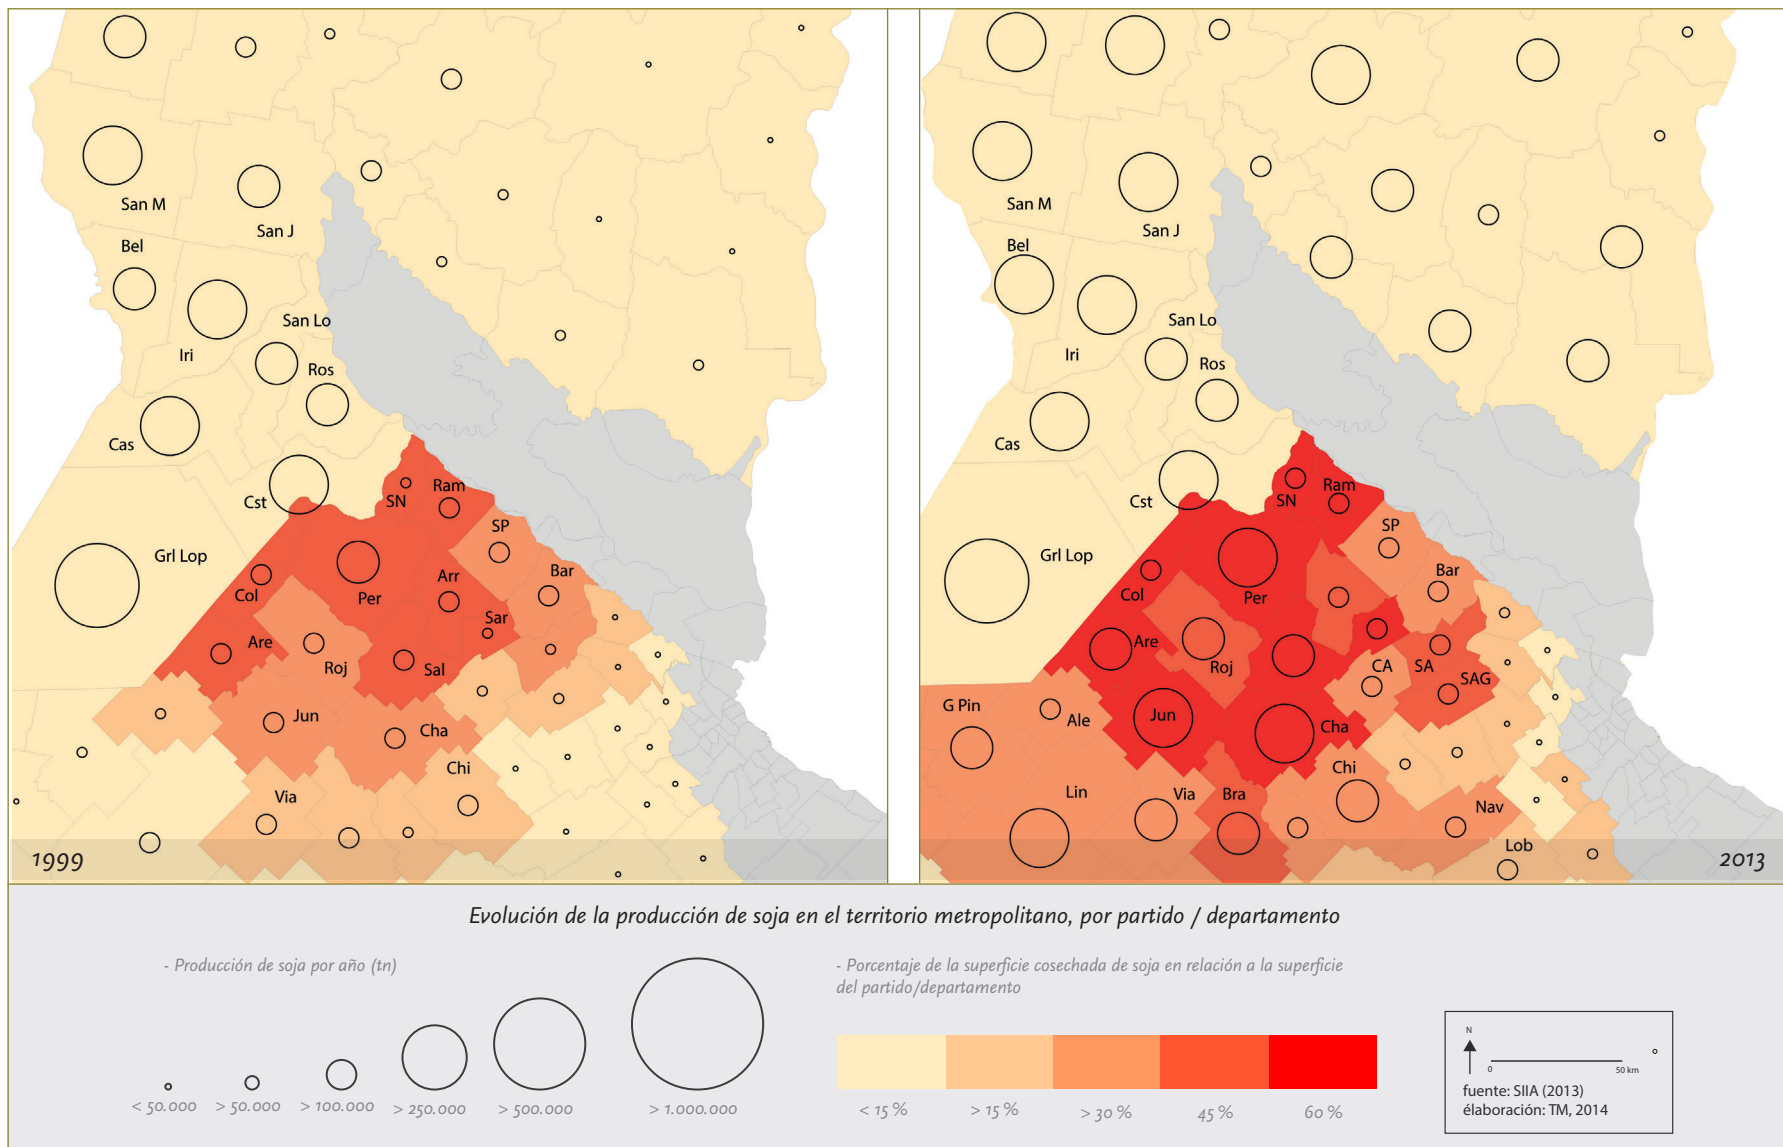 San M
San J
Bel
San Lo
Iri
Ros
Cas
Cst
SN
Ram
SP
Grl Lop
Arr
Bar
Col
Per
Sar
Are
Roj
Sal
Jun
Cha
Chi
Via
1999
San M
San J
Bel
San Lo
Iri
Ros
Cas
Cst
SN
Ram
SP
Grl Lop
Bar
Col
Per
Are
Roj
CA
SA
SAG
G Pin
Ale
Jun
Cha
Chi
Lin
Via
Bra
Nav
Lob
2013
Evolución de la producción de soja en el territorio metropolitano, por partido / departamento
- Producción de soja por año (tn)
< 50.000
> 50.000
> 100.000
> 250.000
> 500.000
> 1.000.000
- Porcentaje de la superficie cosechada de soja en relación a la superficie
del partido/departamento
< 15 %
> 15 %
> 30 %
45 %
60 %
N
0
50 km
fuente: SIIA (2013)
élaboración: TM, 2014